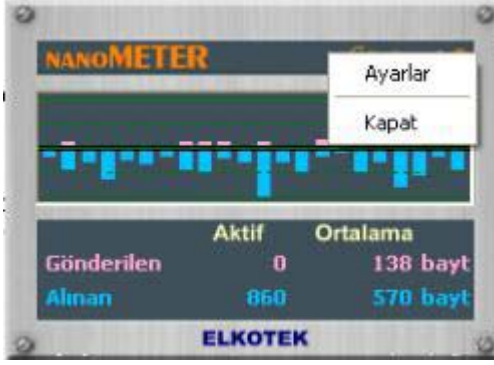 NANOMETER
Ayarlar
Kapat
Aktif Ortalama
Gönderilen 0 138 bayt
Alınan 860 570 bayt
ELKOTEK